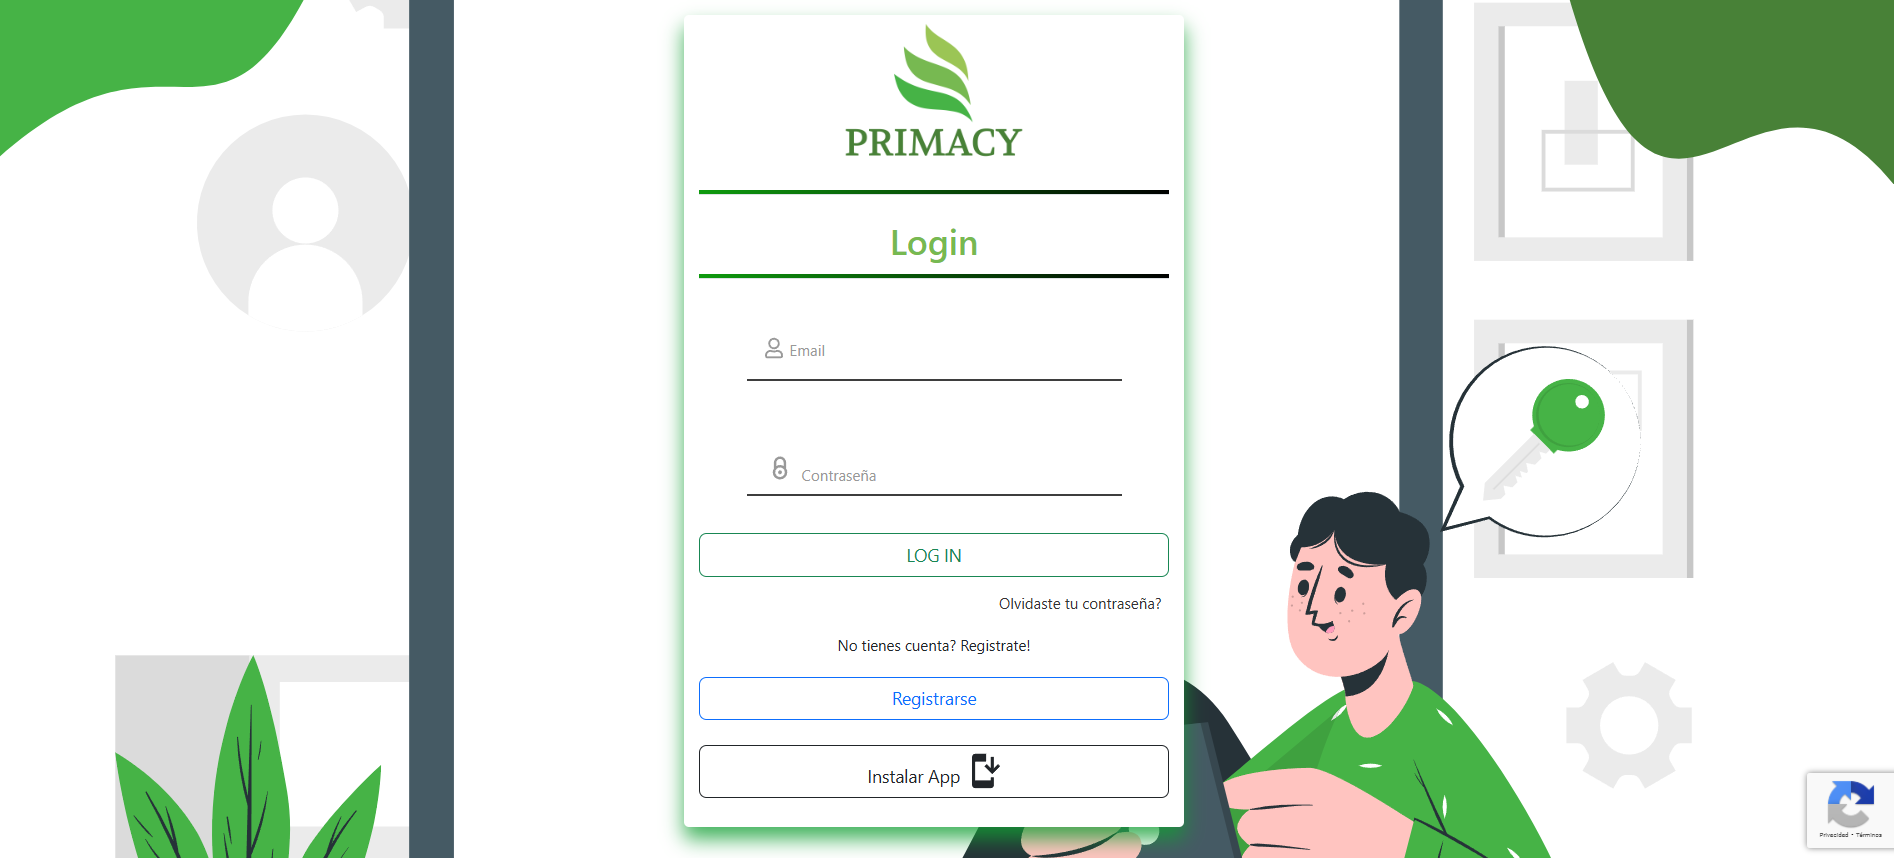 PRIMACY
Login
Email
Contraseña
LOG IN
Olvidaste tu contraseña?
No tienes cuenta? Registrate!
Registrarse
Instalar App
Privacidad • Términos